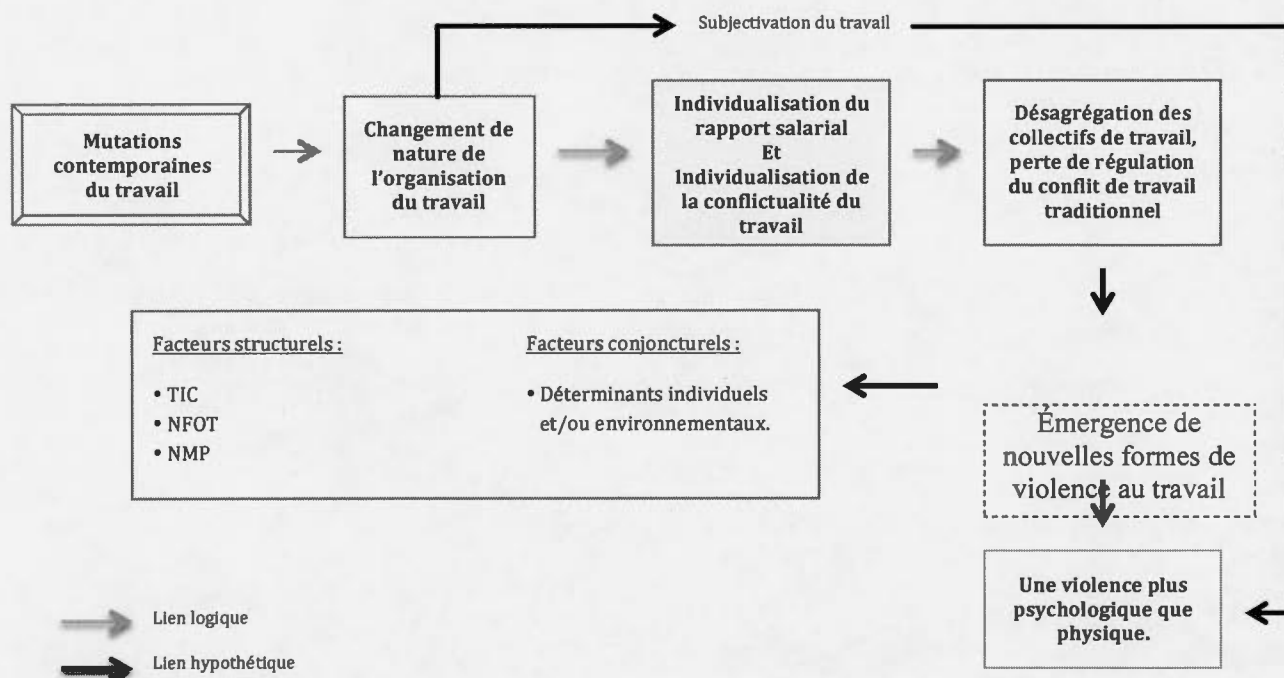 Subjectivation du travail
Mutations
contemporaines
du travail
Changement de
nature de
l'organisation
du travail
Individualisation du
rapport salarial
Et
Individualisation de
la conflictualité du
travail
Désagrégation des
collectifs de travail,
perte de régulation
du conflit de travail
traditionnel
Facteurs structurels :
• TIC
• NFOT
• NMP
Facteurs conjoncturels :
• Déterminants individuels
et/ou environnementaux.
Émergence de
nouvelles formes de
violence au travail
Une violence plus
psychologique que
physique.
Lien logique
Lien hypothétique